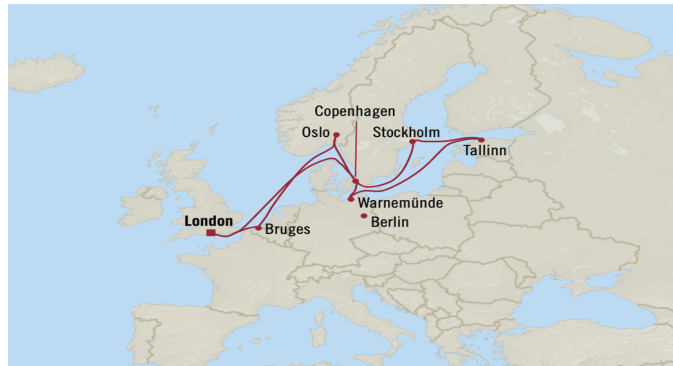 Copenhagen
Oslo
Stockholm
Tallinn
Warnemünde
Berlin
London
Bruges